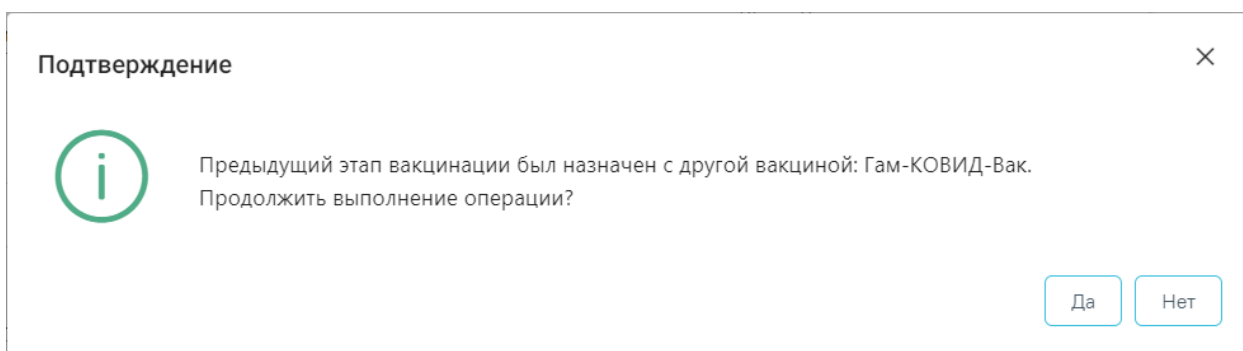 Подтверждение
Предыдущий этап вакцинации был назначен с другой вакциной: Гам-КОВИД-Вак.
Продолжить выполнение операции?
Да
Нет